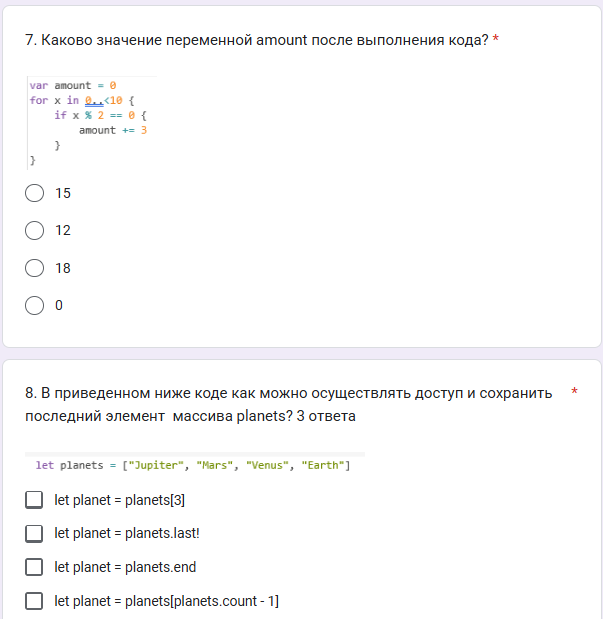 7. Каково значение переменной amount после выполнения кода? *
var amount = 0
for x in 0..<10 {
if x % 2 == 0 {
amount += 3
}
}
15
12
18
0
8. В приведенном ниже коде как можно осуществлять доступ и сохранить *
последний элемент массива planets? 3 ответа
let planets = ["Jupiter", "Mars", "Venus", "Earth"]
let planet = planets[3]
let planet = planets.last!
let planet = planets.end
let planet = planets[planets.count - 1]